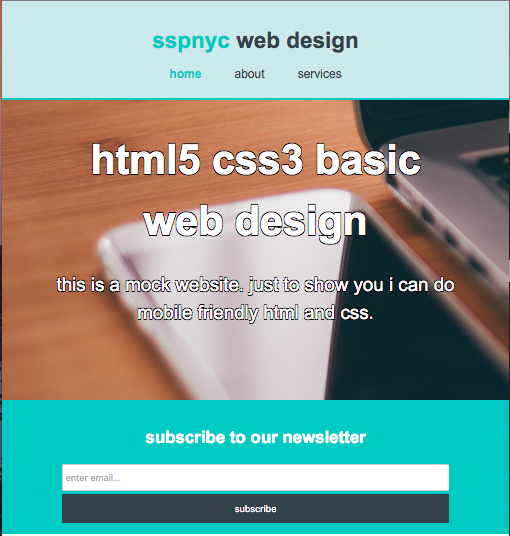 sspnyc web design
home about services
html5 css3 basic
web design
this is a mock website. just to show you i can do
mobile friendly html and css.
subscribe to our newsletter
enter email...
subscribe